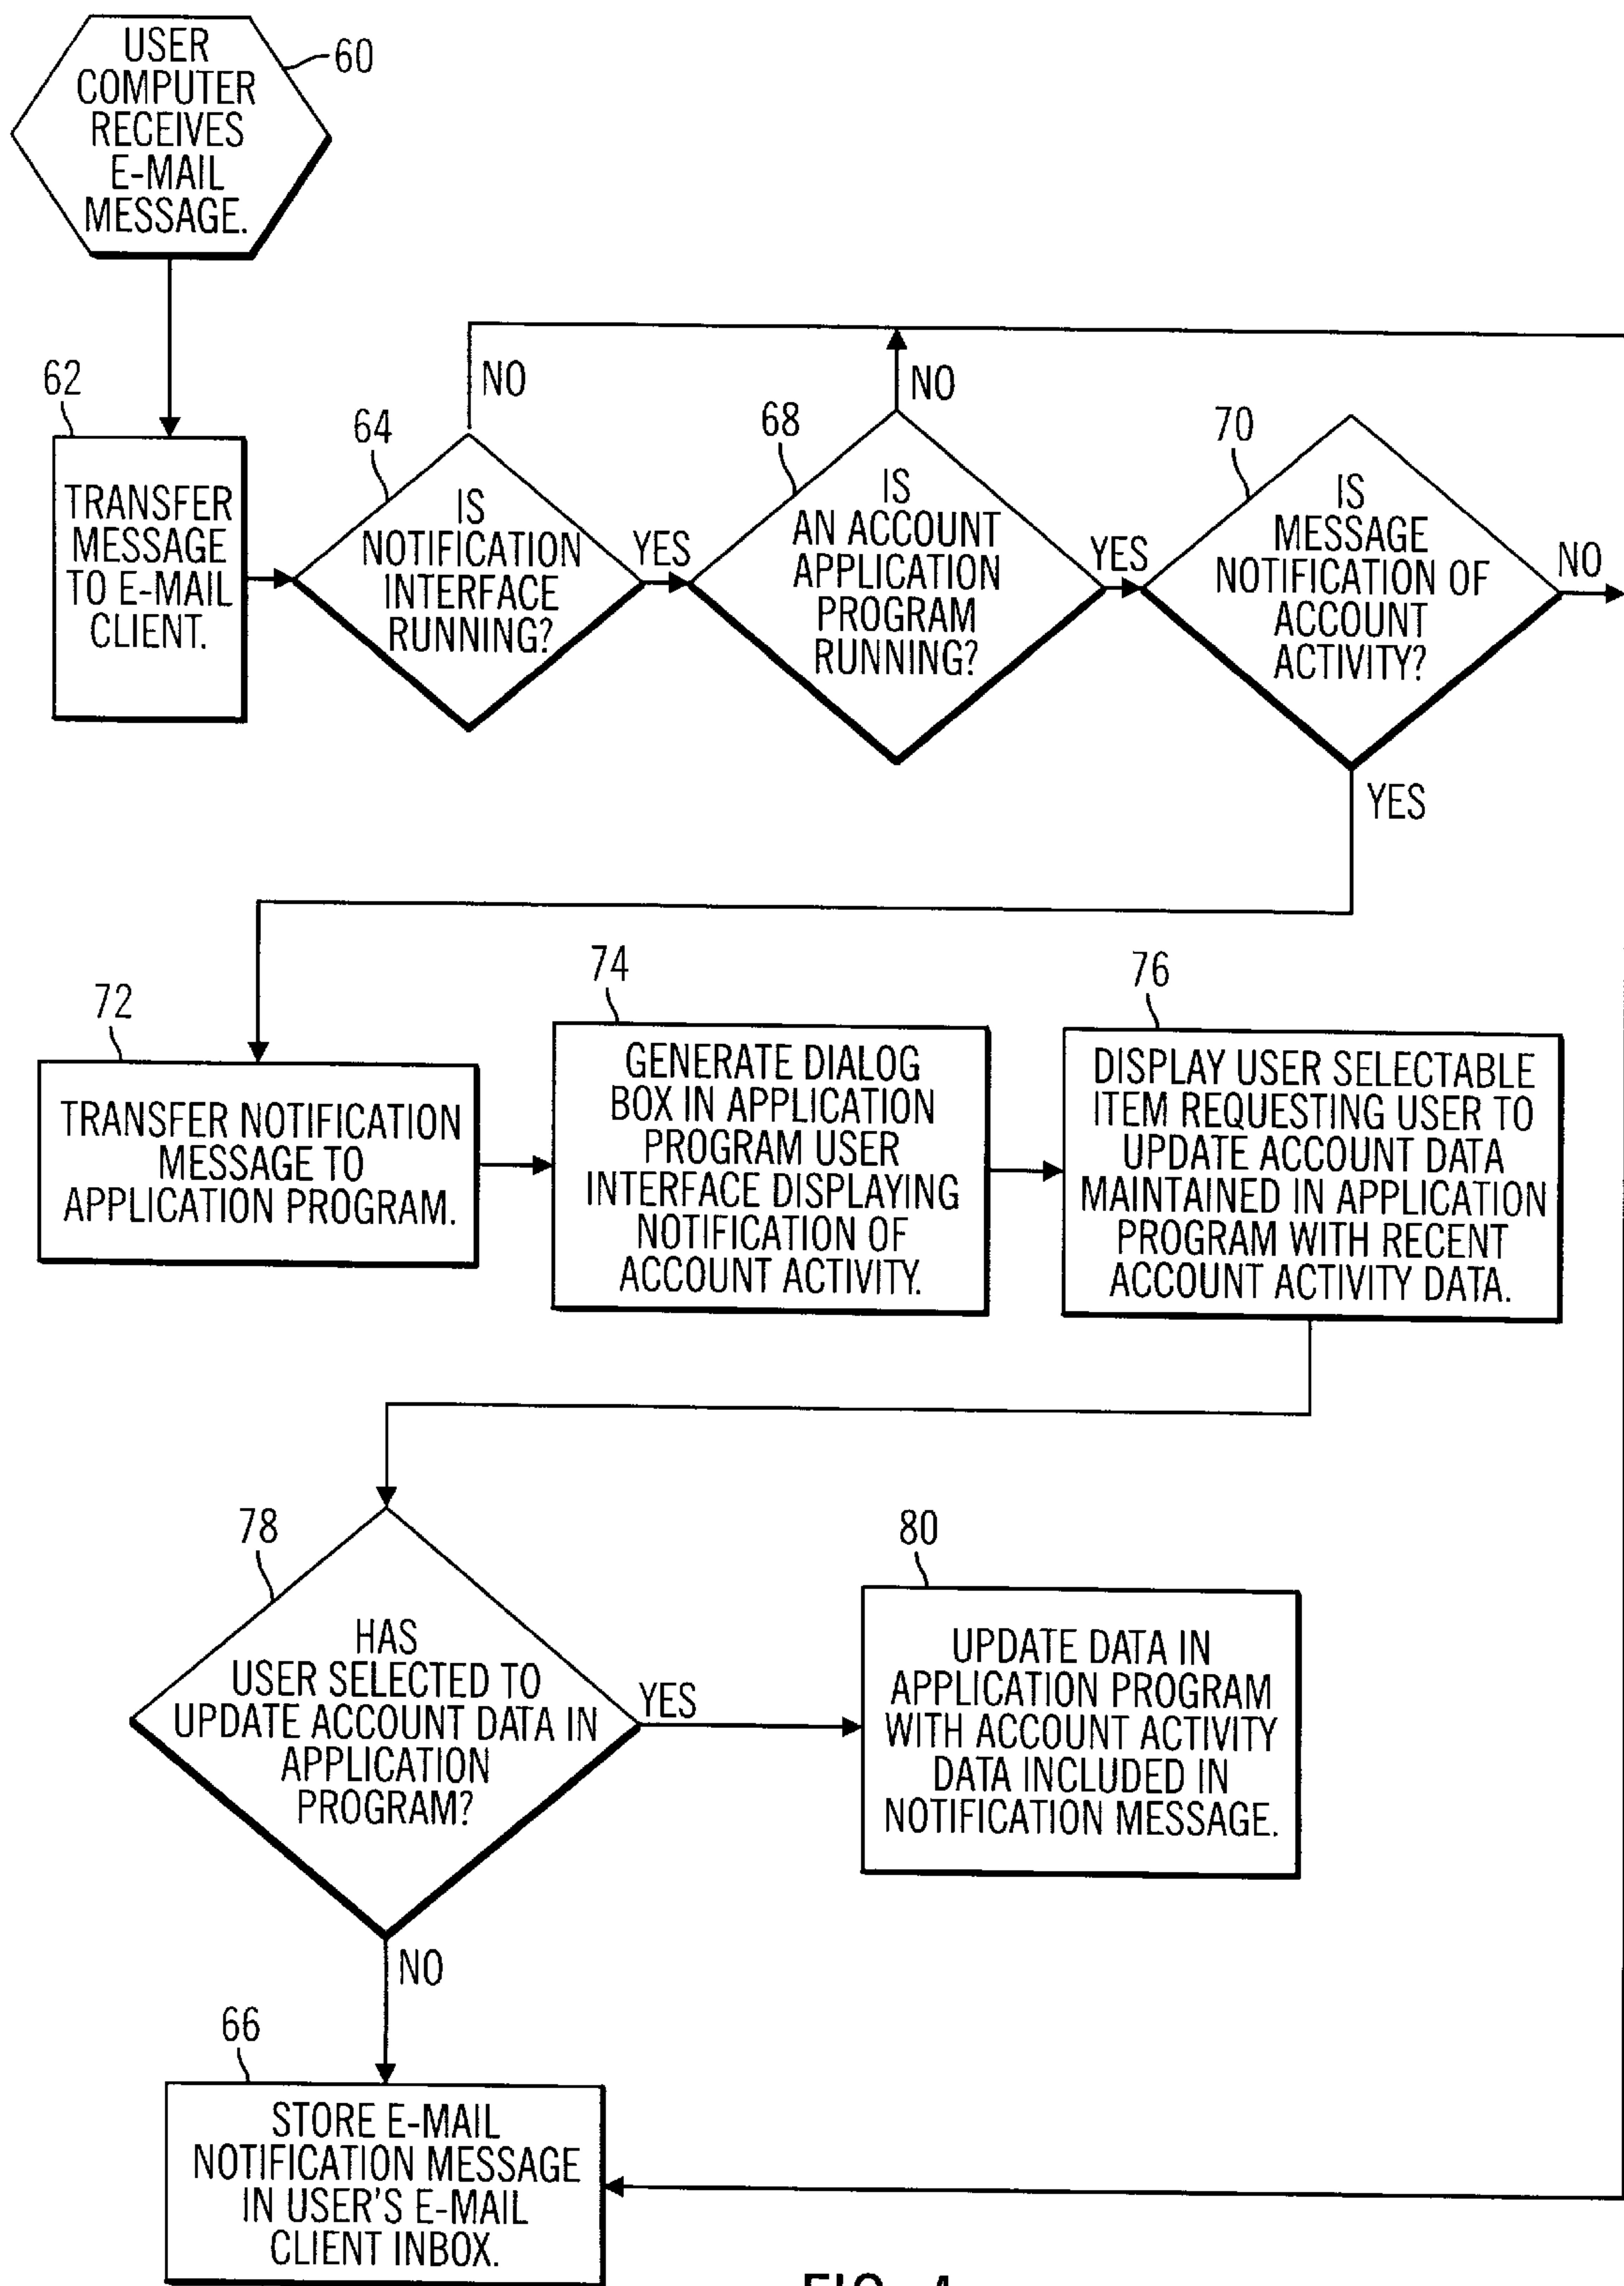 USER
COMPUTER
RECEIVES
E-MAIL
MESSAGE.
60
62
TRANSFER
MESSAGE
TO E-MAIL
CLIENT.
64
NO
IS
NOTIFICATION
INTERFACE
RUNNING?
YES
68
NO
IS
AN ACCOUNT
APPLICATION
PROGRAM
RUNNING?
YES
70
IS
MESSAGE
NOTIFICATION OF
ACCOUNT
ACTIVITY?
NO
YES
72
TRANSFER NOTIFICATION
MESSAGE TO
APPLICATION PROGRAM.
74
GENERATE DIALOG
BOX IN APPLICATION
PROGRAM USER
INTERFACE DISPLAYING
NOTIFICATION OF
ACCOUNT ACTIVITY.
76
DISPLAY USER SELECTABLE
ITEM REQUESTING USER TO
UPDATE ACCOUNT DATA
MAINTAINED IN APPLICATION
PROGRAM WITH RECENT
ACCOUNT ACTIVITY DATA.
78
HAS
USER SELECTED TO
UPDATE ACCOUNT DATA IN
APPLICATION
PROGRAM?
YES
80
UPDATE DATA IN
APPLICATION PROGRAM
WITH ACCOUNT ACTIVITY
DATA INCLUDED IN
NOTIFICATION MESSAGE.
NO
66
STORE E-MAIL
NOTIFICATION MESSAGE
IN USER'S E-MAIL
CLIENT INBOX.